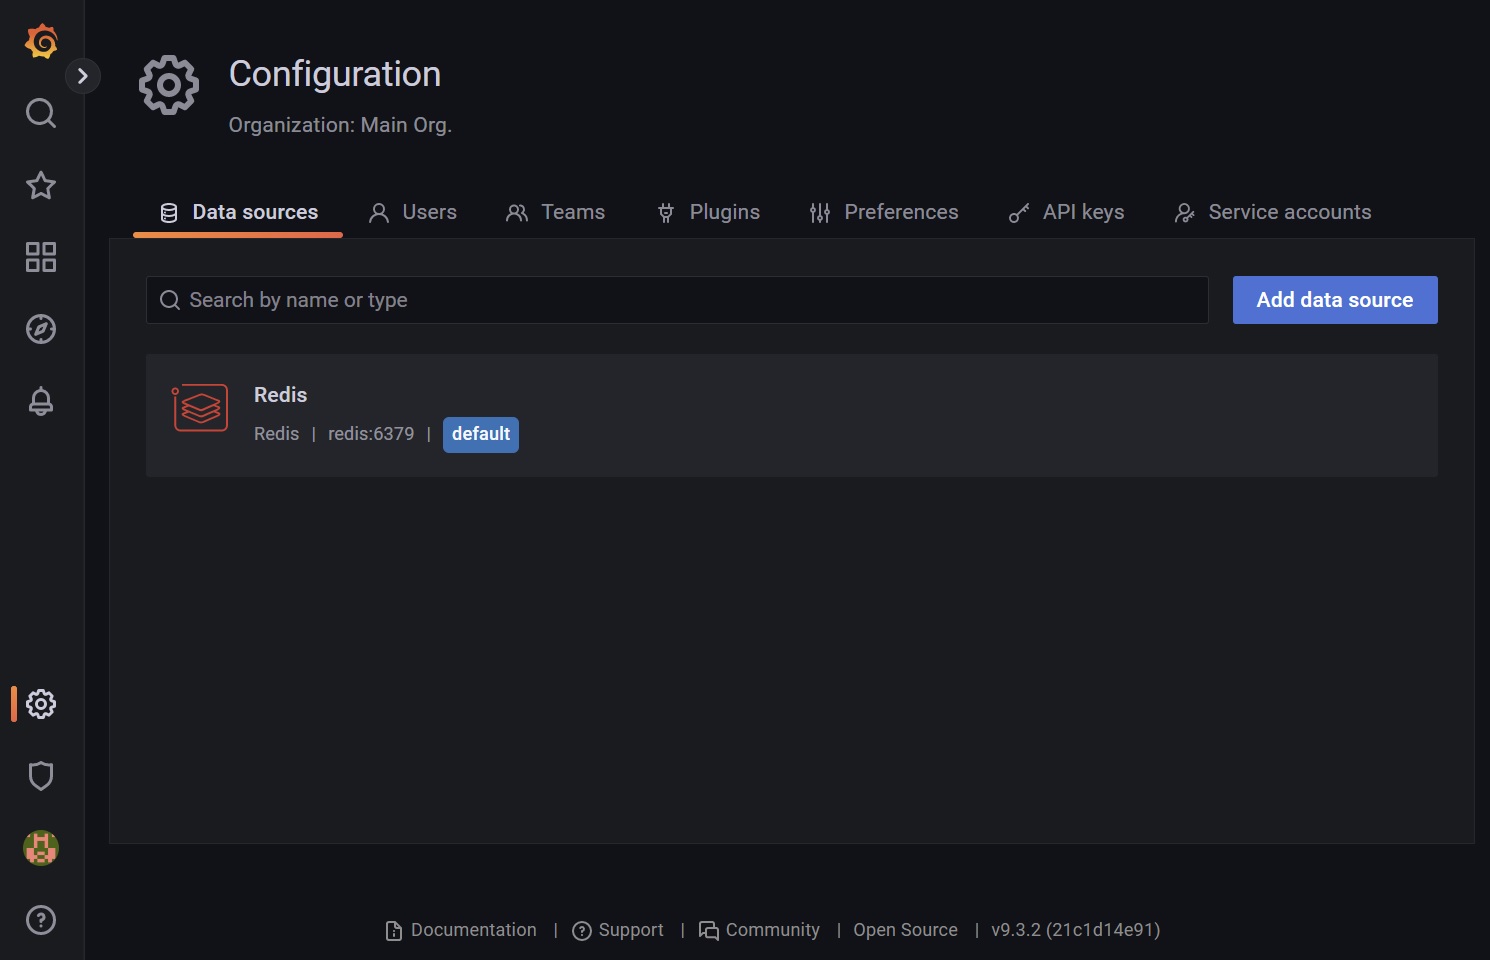 Configuration
Organization: Main Org.
Data sources Users Teams Plugins Preferences API keys Service accounts
Search by name or type Add data source
Redis
Redis | redis:6379 | default
Documentation | Support | Community | Open Source | v9.3.2 (21c1d14e91)